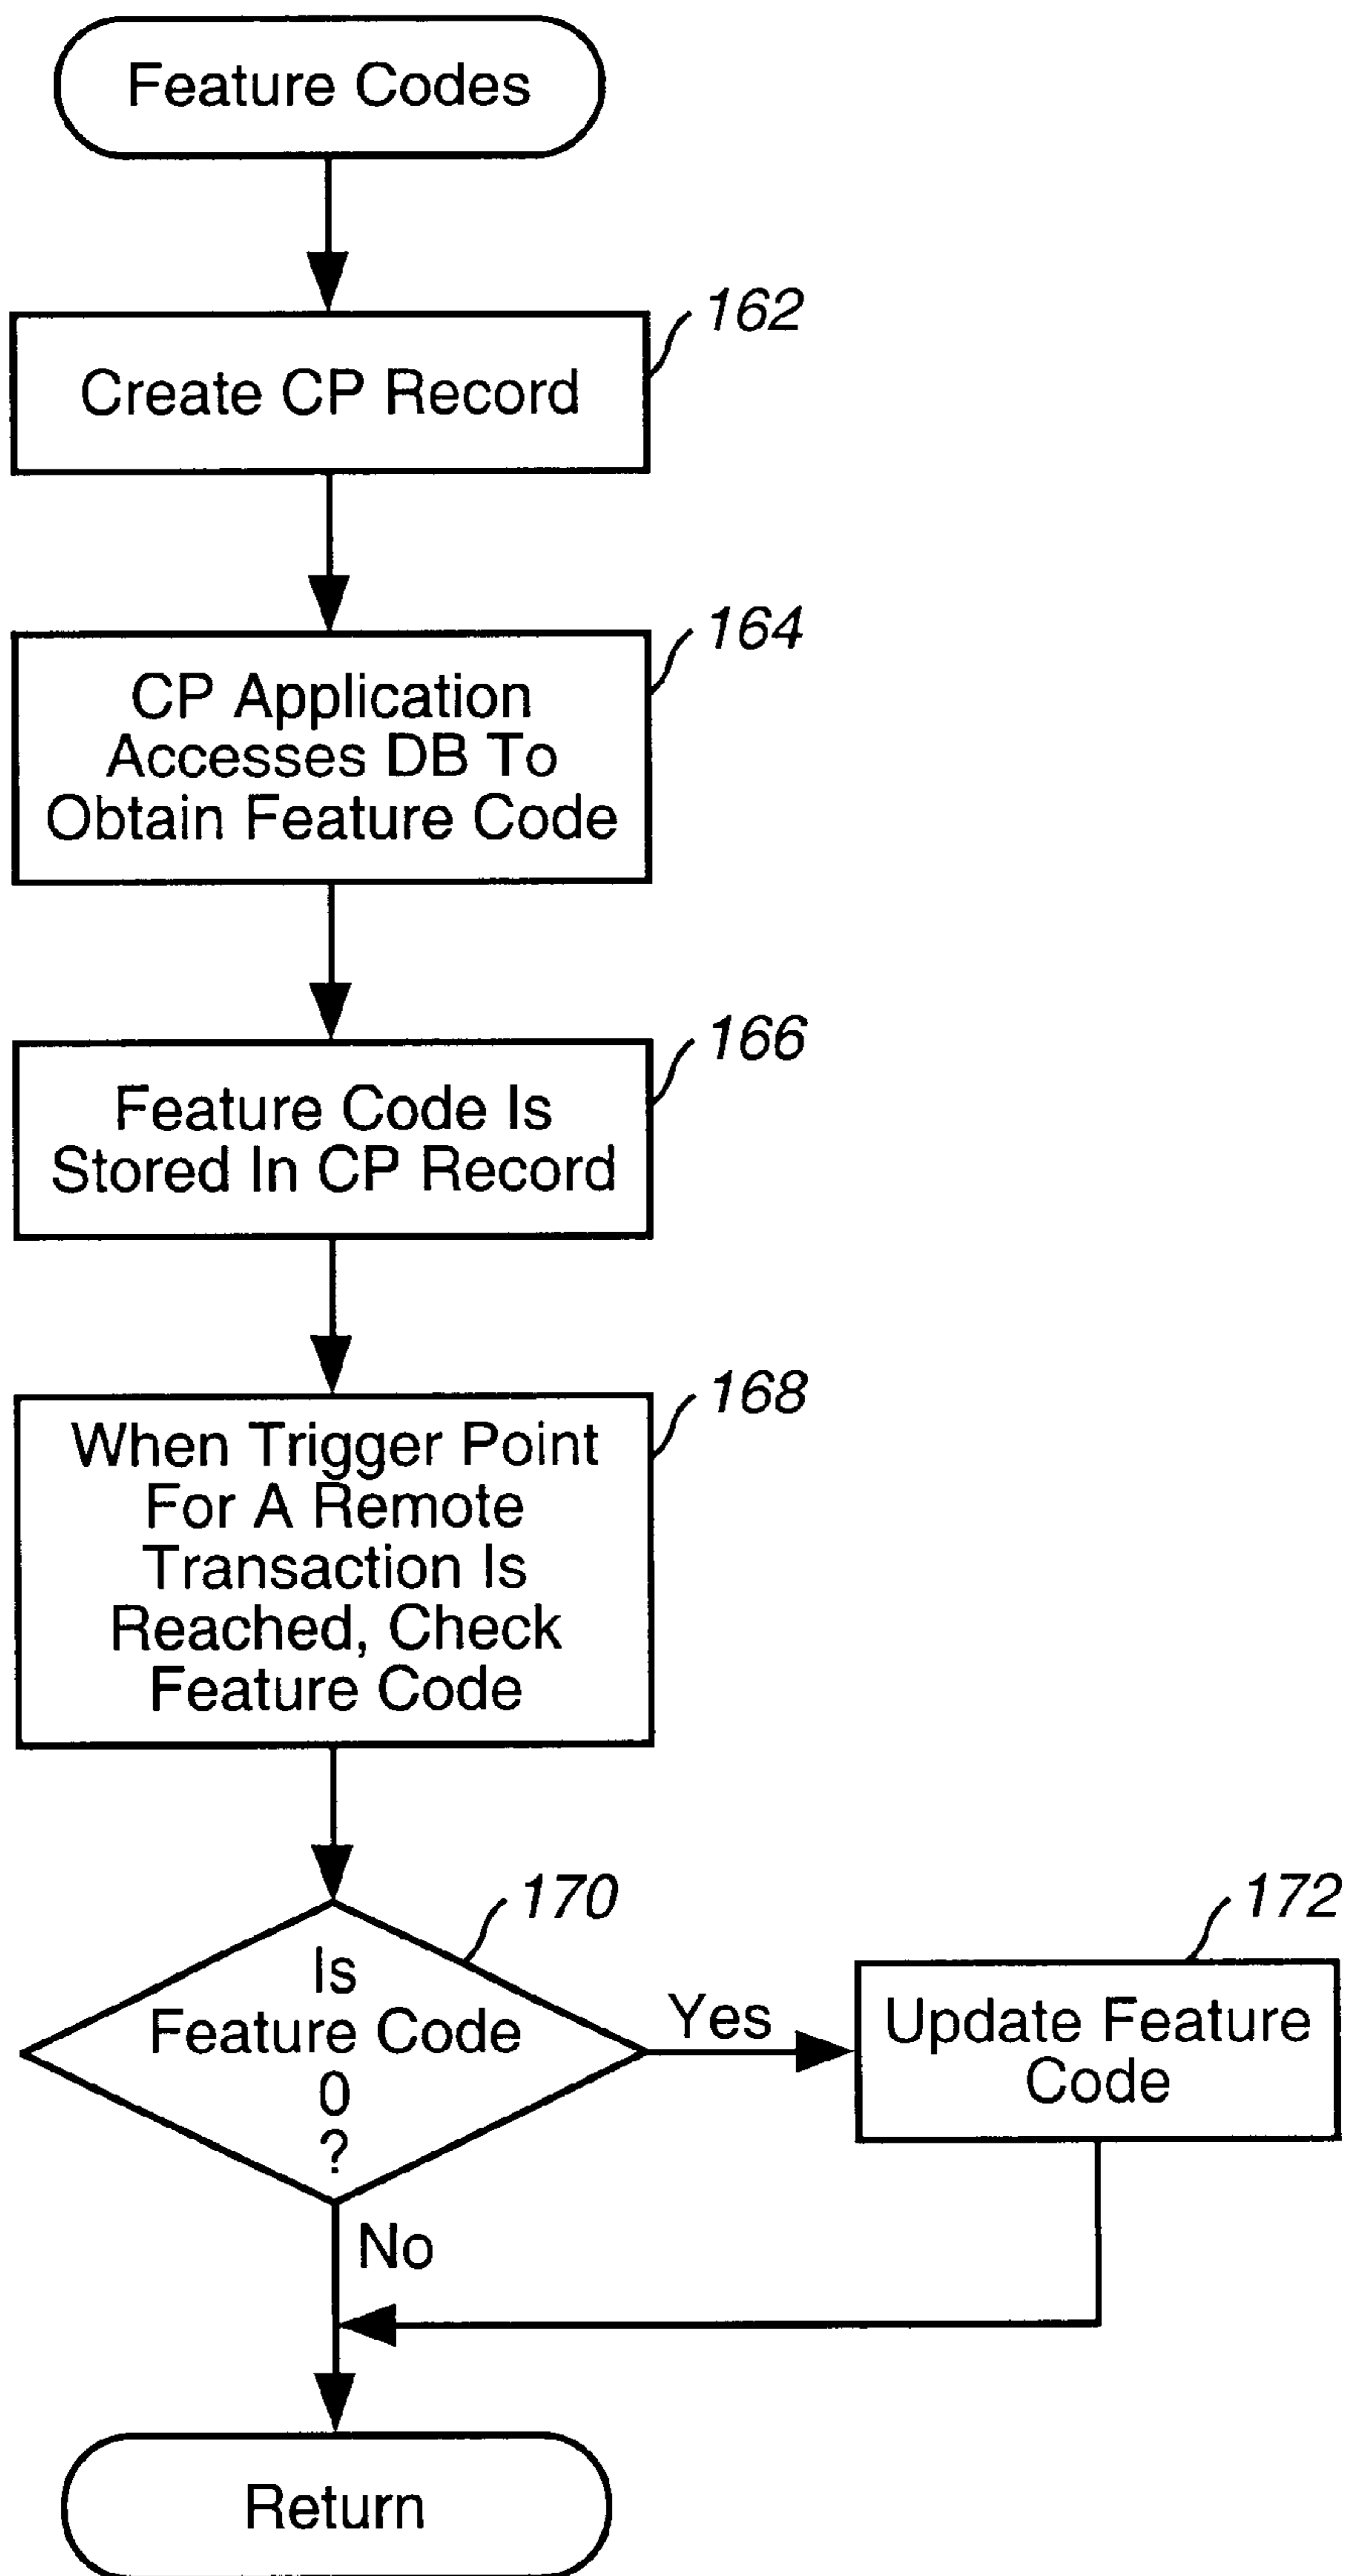 Feature Codes
162
Create CP Record
164
CP Application
Accesses DB To
Obtain Feature Code
166
Feature Code Is
Stored In CP Record
168
When Trigger Point
For A Remote
Transaction Is
Reached, Check
Feature Code
170
Is
Feature Code
0
?
Yes
172
Update Feature
Code
No
Return